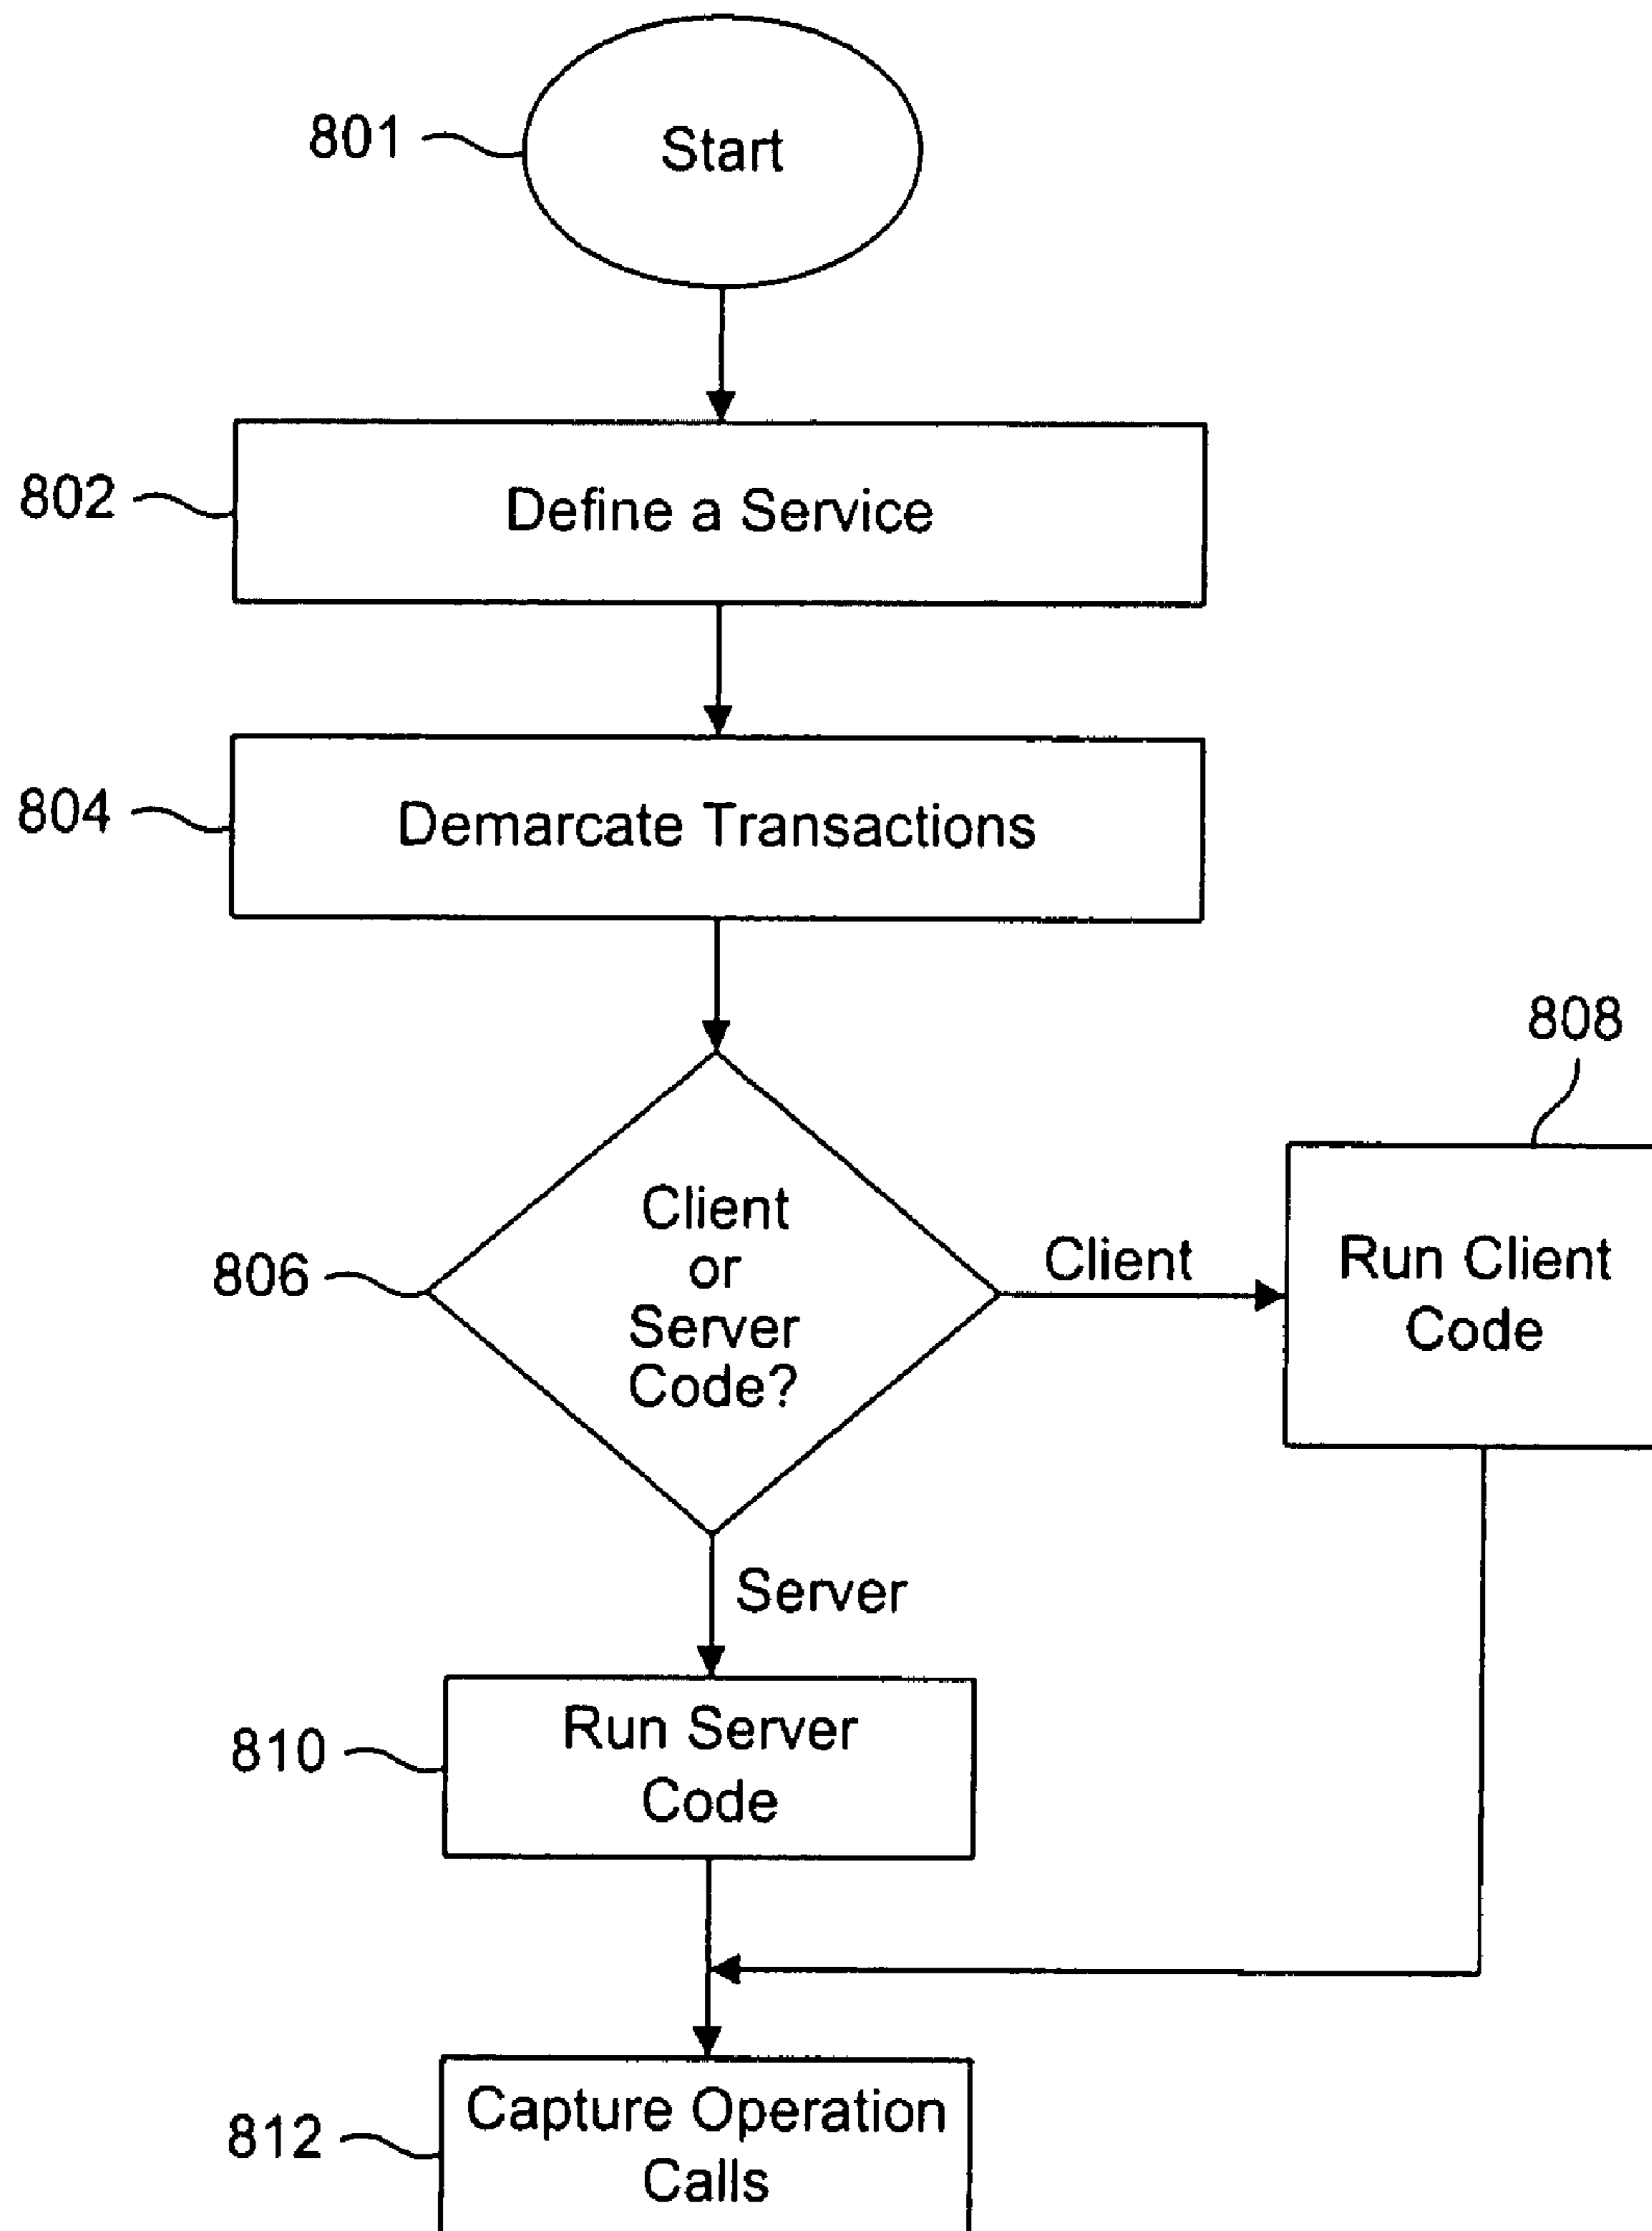 801
Start
802
Define a Service
804
Demarcate Transactions
808
806
Client
or
Server
Code?
Client
Run Client
Code
Server
810
Run Server
Code
812
Capture Operation
Calls